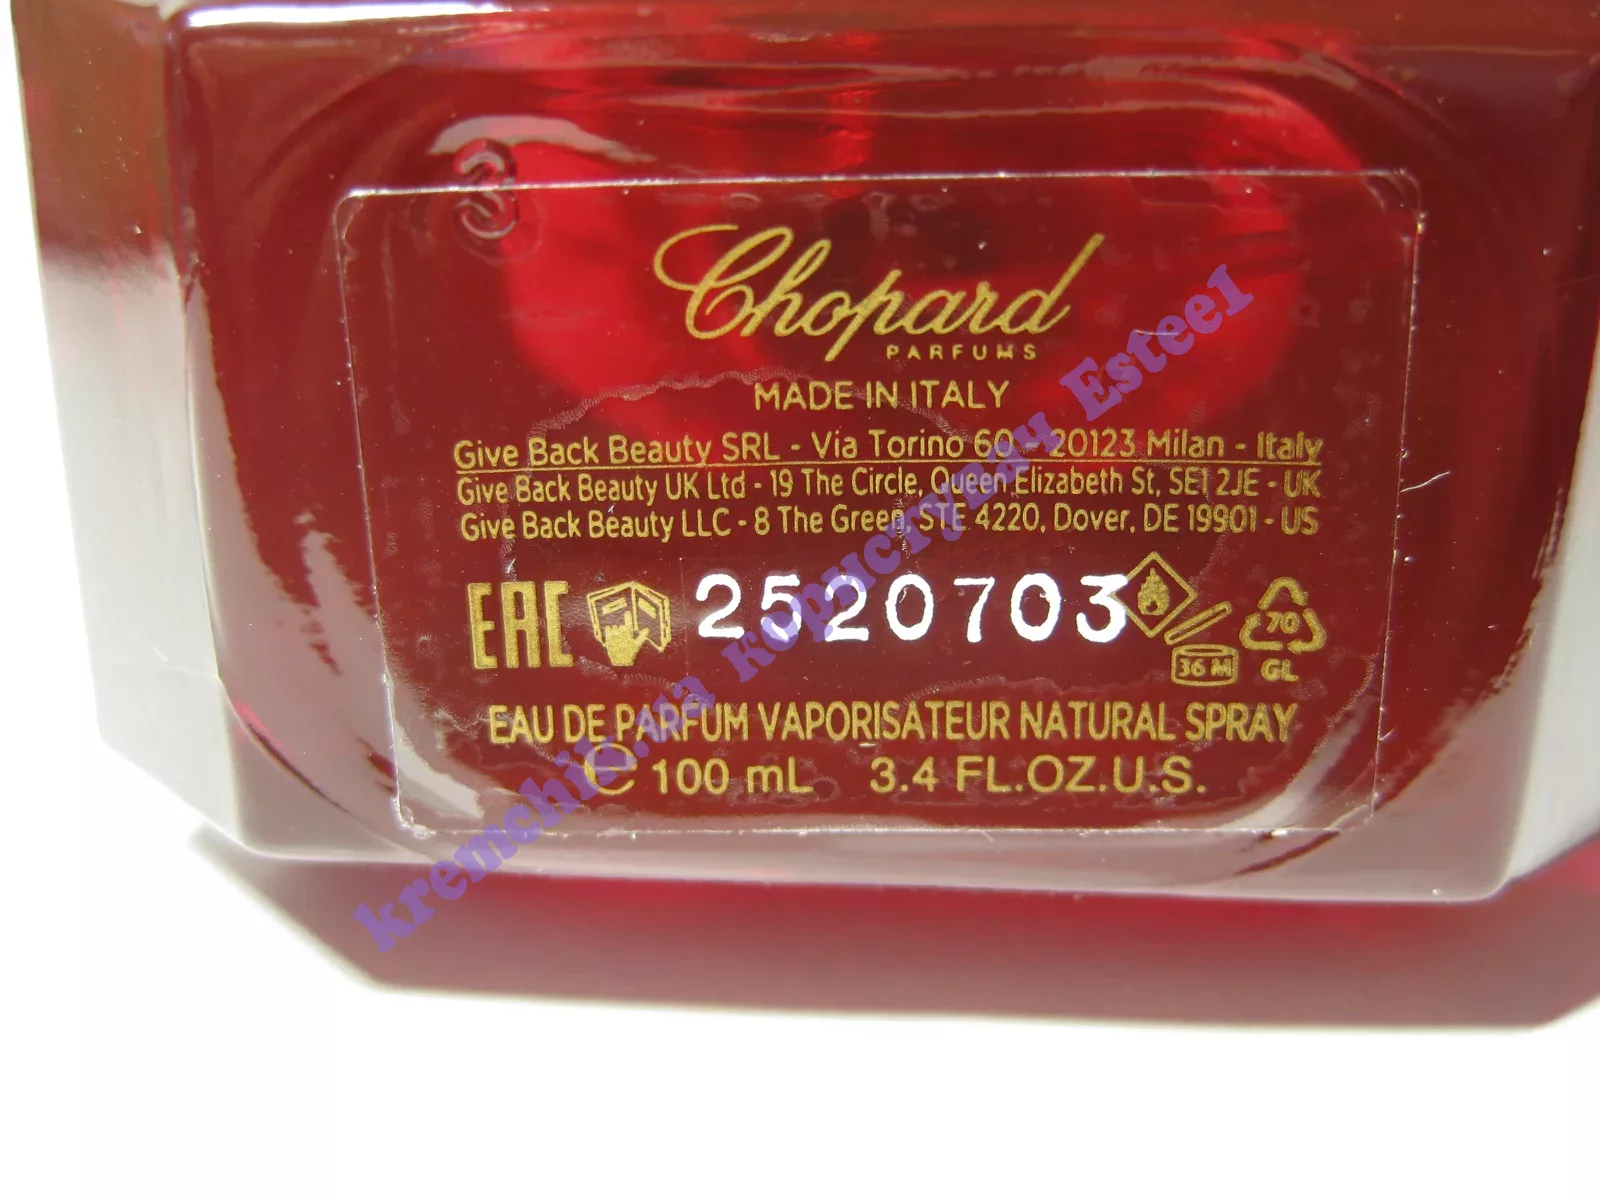 3
Chopard
PARFUMS
MADE IN ITALY
Give Back Beauty SRL - Via Torino 60 - 20123 Milan - Italy
Give Back Beauty UK Ltd - 19 The Circle, Queen Elizabeth St, SE1 2JE - UK
Give Back Beauty LLC - 8 The Green, STE 4220, Dover, DE 19901 - US
EAC 2520703
36 M
70
GL
EAU DE PARFUM VAPORISATEUR NATURAL SPRAY
e 100 mL 3.4 FL.OZ.U.S.
kremchik.ua користувач Esteel